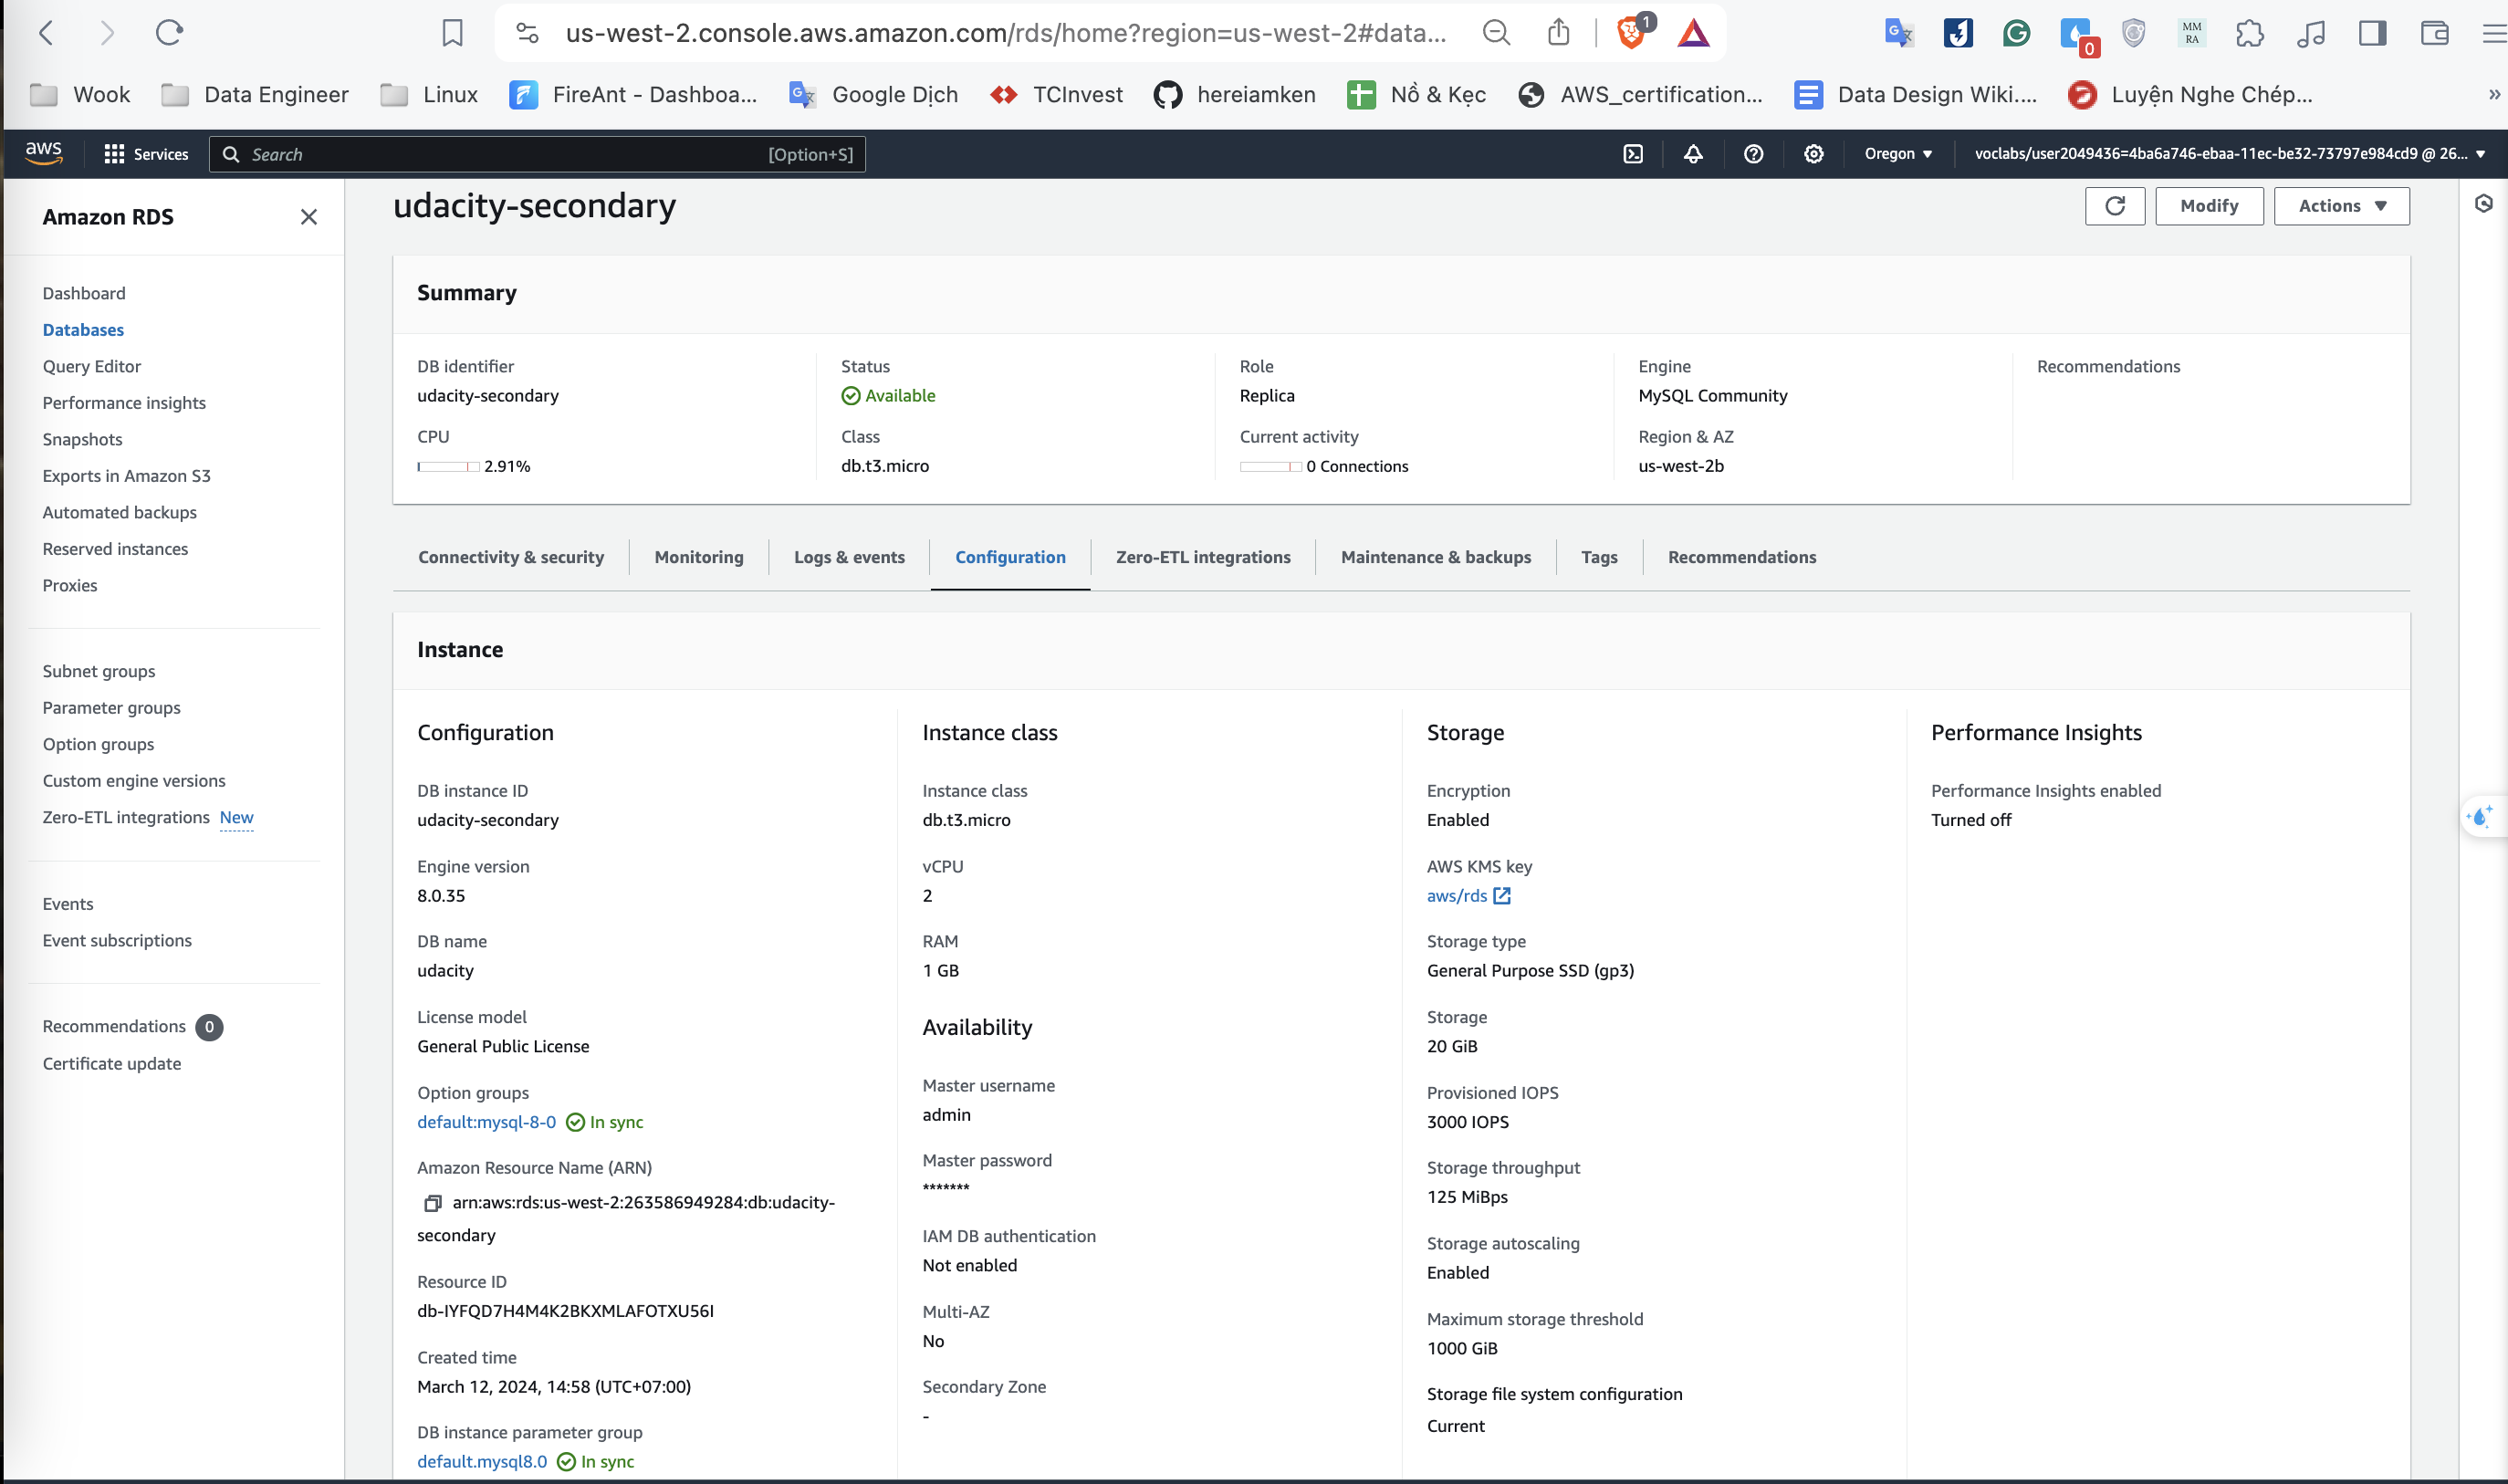 us-west-2.console.aws.amazon.com/rds/home?region=us-west-2#data...
1
0
MM
RA
Wook
Data Engineer
Linux
FireAnt - Dashboa...
Google Dịch
TCInvest
hereiamken
Nồ & Kẹc
AWS_certification...
Data Design Wiki....
Luyện Nghe Chép...
»
aws
Services
Search
[Option+S]
Oregon
voclabs/user2049436=4ba6a746-ebaa-11ec-be32-73797e984cd9 @ 26...
Amazon RDS
Dashboard
Databases
Query Editor
Performance insights
Snapshots
Exports in Amazon S3
Automated backups
Reserved instances
Proxies
Subnet groups
Parameter groups
Option groups
Custom engine versions
Zero-ETL integrations New
Events
Event subscriptions
Recommendations 0
Certificate update
udacity-secondary
Modify
Actions
Summary
DB identifier
udacity-secondary
Status
Available
Role
Replica
Engine
MySQL Community
Recommendations
CPU
2.91%
Class
db.t3.micro
Current activity
0 Connections
Region & AZ
us-west-2b
Connectivity & security
Monitoring
Logs & events
Configuration
Zero-ETL integrations
Maintenance & backups
Tags
Recommendations
Instance
Configuration
DB instance ID
udacity-secondary
Engine version
8.0.35
DB name
udacity
License model
General Public License
Option groups
default:mysql-8-0 In sync
Amazon Resource Name (ARN)
arn:aws:rds:us-west-2:263586949284:db:udacity-
secondary
Resource ID
db-IYFQD7H4M4K2BKXMLAFOTXU56I
Created time
March 12, 2024, 14:58 (UTC+07:00)
DB instance parameter group
default.mysql8.0 In sync
Instance class
Instance class
db.t3.micro
vCPU
2
RAM
1 GB
Availability
Master username
admin
Master password
*******
IAM DB authentication
Not enabled
Multi-AZ
No
Secondary Zone
-
Storage
Encryption
Enabled
AWS KMS key
aws/rds
Storage type
General Purpose SSD (gp3)
Storage
20 GiB
Provisioned IOPS
3000 IOPS
Storage throughput
125 MiBps
Storage autoscaling
Enabled
Maximum storage threshold
1000 GiB
Storage file system configuration
Current
Performance Insights
Performance Insights enabled
Turned off